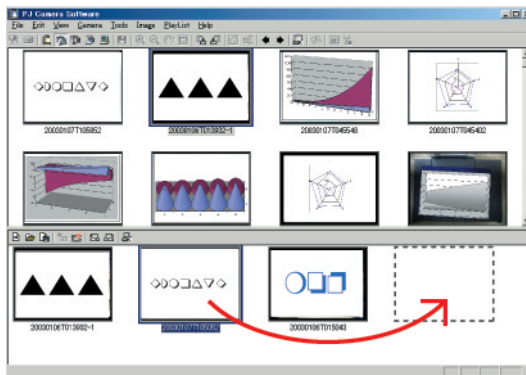 PJ Camera Software
File Edit View Camera Tools Image PlayList Help
20030107T105052 20030106T013932-1 20030107T045548 20030107T045402
20030106T013932-1 20030107T105052 20030106T015043